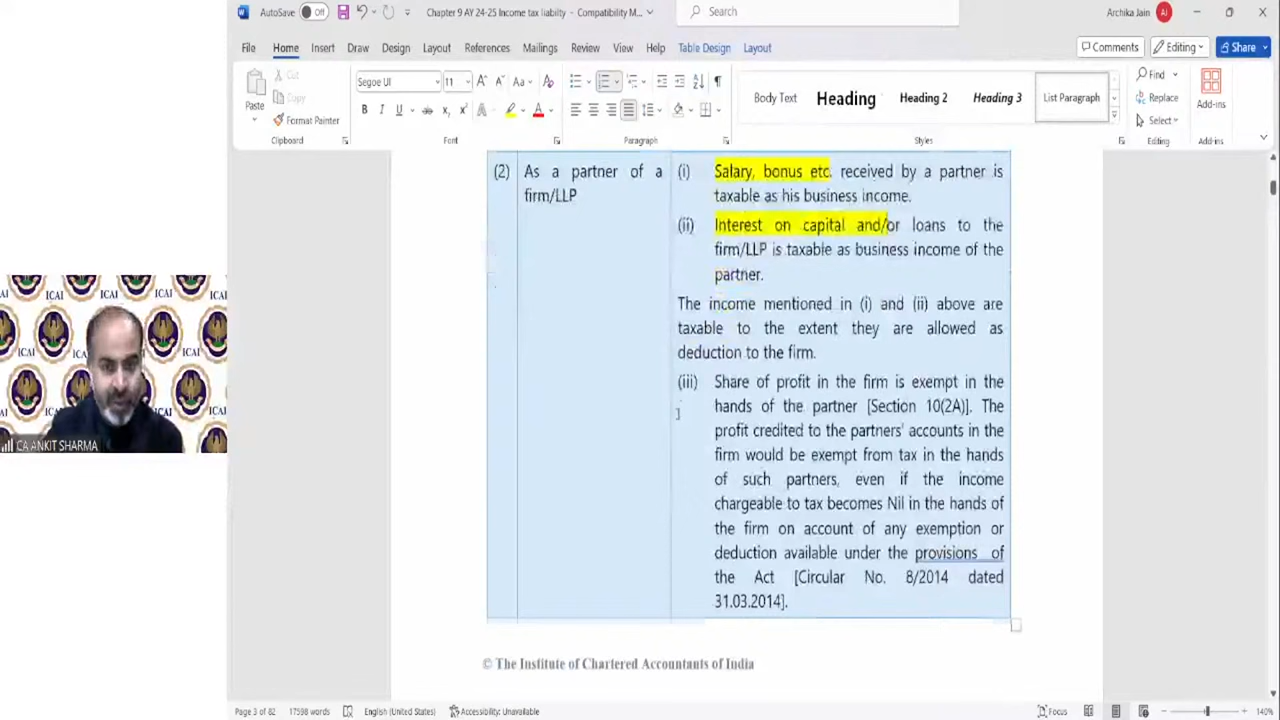 AutoSave Off Chapter 9 AY 24-25 Income tax liabilty - Compatibility M... Search Archika Jain AJ
File Home Insert Draw Design Layout References Mailings Review View Help Table Design Layout Comments Editing Share
Paste Cut
Copy
Format Painter
Clipboard
Segoe UI 11
Font
Paragraph
Body Text Heading Heading 2 Heading 3 List Paragraph
Styles
Find
Replace
Select
Editing
Add-ins
Add-ins
(2) As a partner of a firm/LLP
(i) Salary, bonus etc. received by a partner is
taxable as his business income.
(ii) Interest on capital and/or loans to the
firm/LLP is taxable as business income of the
partner.
The income mentioned in (i) and (ii) above are
taxable to the extent they are allowed as
deduction to the firm.
(iii) Share of profit in the firm is exempt in the
hands of the partner [Section 10(2A)]. The
profit credited to the partners' accounts in the
firm would be exempt from tax in the hands
of such partners, even if the income
chargeable to tax becomes Nil in the hands of
the firm on account of any exemption or
deduction available under the provisions of
the Act [Circular No. 8/2014 dated
31.03.2014].
© The Institute of Chartered Accountants of India
ICAI ICAI ICAI
ICAI ICAI
CA ANKIT SHARMA
Page 3 of 82 17598 words English (United States) Accessibility: Unavailable Focus 140%